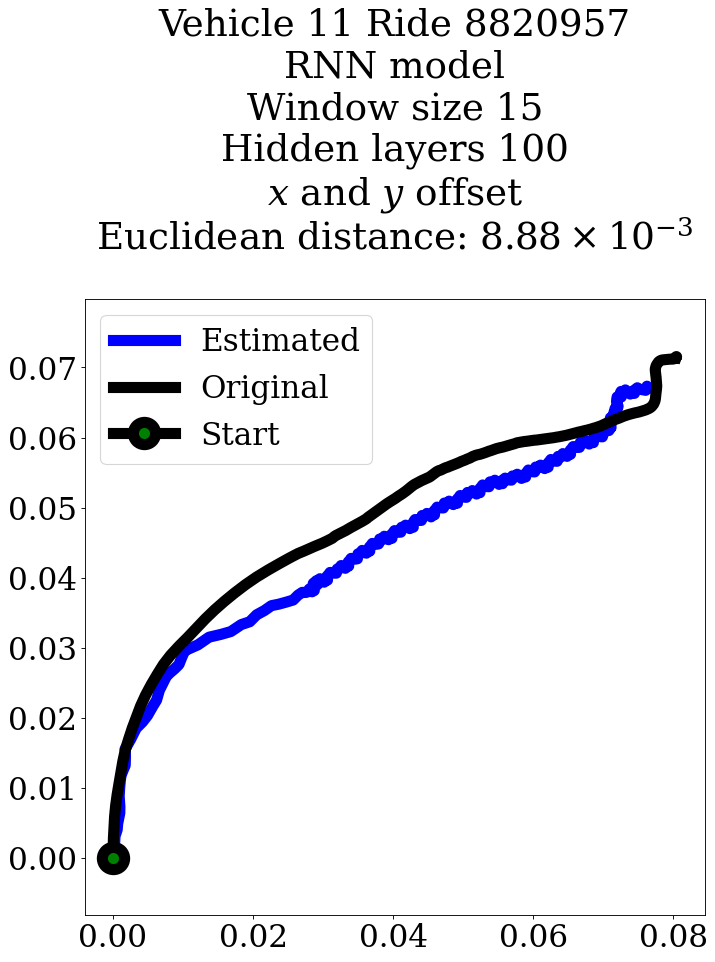 Vehicle 11 Ride 8820957
RNN model
Window size 15
Hidden layers 100
x and y offset
Euclidean distance: 8.88 × 10⁻³
Estimated
Original
Start
0.07
0.06
0.05
0.04
0.03
0.02
0.01
0.00
0.00 0.02 0.04 0.06 0.08